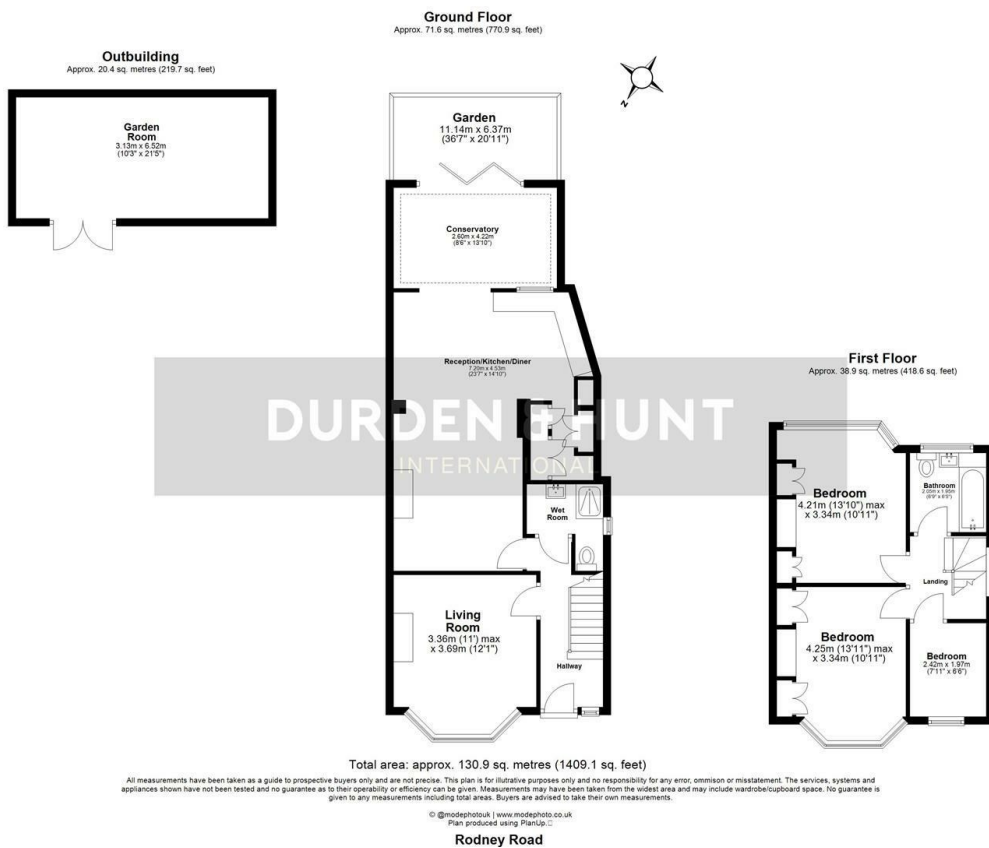 Ground Floor
Approx. 71.6 sq. metres (770.9 sq. feet)
Outbuilding
Approx. 20.4 sq. metres (219.7 sq. feet)
Garden
Room
3.13m x 6.52m
(10'3" x 21'5")
N
Garden
11.14m x 6.37m
(36'7" x 20'11")
Conservatory
2.60m x 4.22m
(8'6" x 13'10")
Reception/Kitchen/Diner
7.20m x 4.53m
(23'7" x 14'10")
DURDEN & HUNT
INTERNATIONAL
Wet
Room
Living
Room
3.36m (11') max
x 3.69m (12'1")
Hallway
First Floor
Approx. 38.9 sq. metres (418.6 sq. feet)
Bedroom
4.21m (13'10") max
x 3.34m (10'11")
Bathroom
Landing
Bedroom
4.25m (13'11") max
x 3.34m (10'11")
Bedroom
2.42m x 1.97m
(7'11" x 6'6")
Total area: approx. 130.9 sq. metres (1409.1 sq. feet)
All measurements have been taken as a guide to prospective buyers only and are not precise. This plan is for illutrative purposes only and no responsibility for any error, ommison or misstatement. The services, systems and
appliances shown have not been tested and no guarantee as to their operability or efficiency can be given. Measurements may have been taken from the widest area and may include wardrobe/cupboard space. No guarantee is
given to any measurements including total areas. Buyers are advised to take their own measurements.
© @modephotouk | www.modephoto.co.uk
Plan produced using PlanUp.
Rodney Road